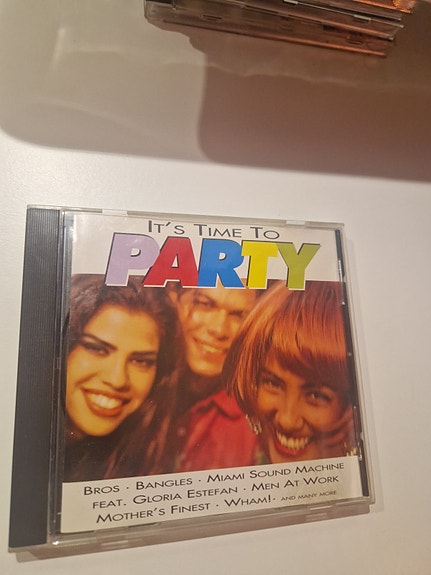 IT'S TIME TO
PARTY
BROS · BANGLES · MIAMI SOUND MACHINE
FEAT. GLORIA ESTEFAN · MEN AT WORK
MOTHER'S FINEST · WHAM! · AND MANY MORE